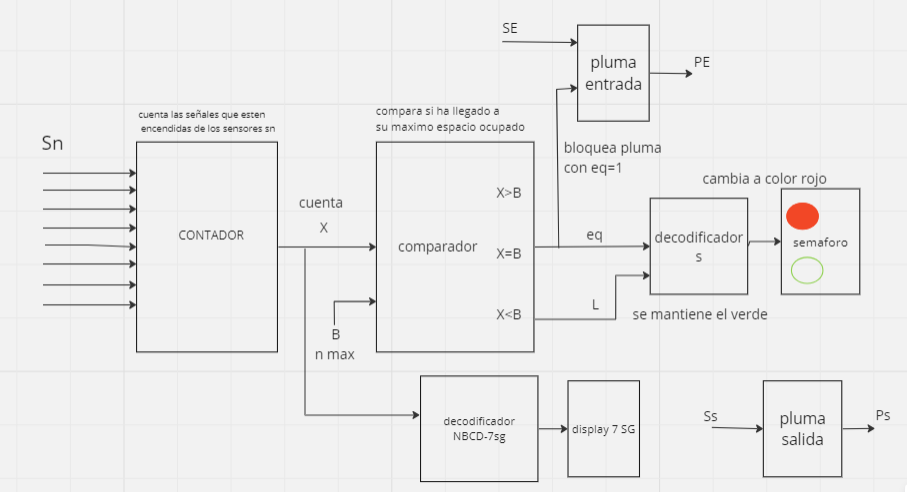 SE
pluma
entrada
PE
cuenta las señales que esten
encendidas de los sensores sn
compara si ha llegado a
su maximo espacio ocupado
Sn
bloquea pluma
con eq=1
cambia a color rojo
CONTADOR
cuenta
X
comparador
X>B
X=B
X<B
eq
L
decodificador
s
semaforo
se mantiene el verde
B
n max
decodificador
NBCD-7sg
display 7 SG
Ss
pluma
salida
Ps